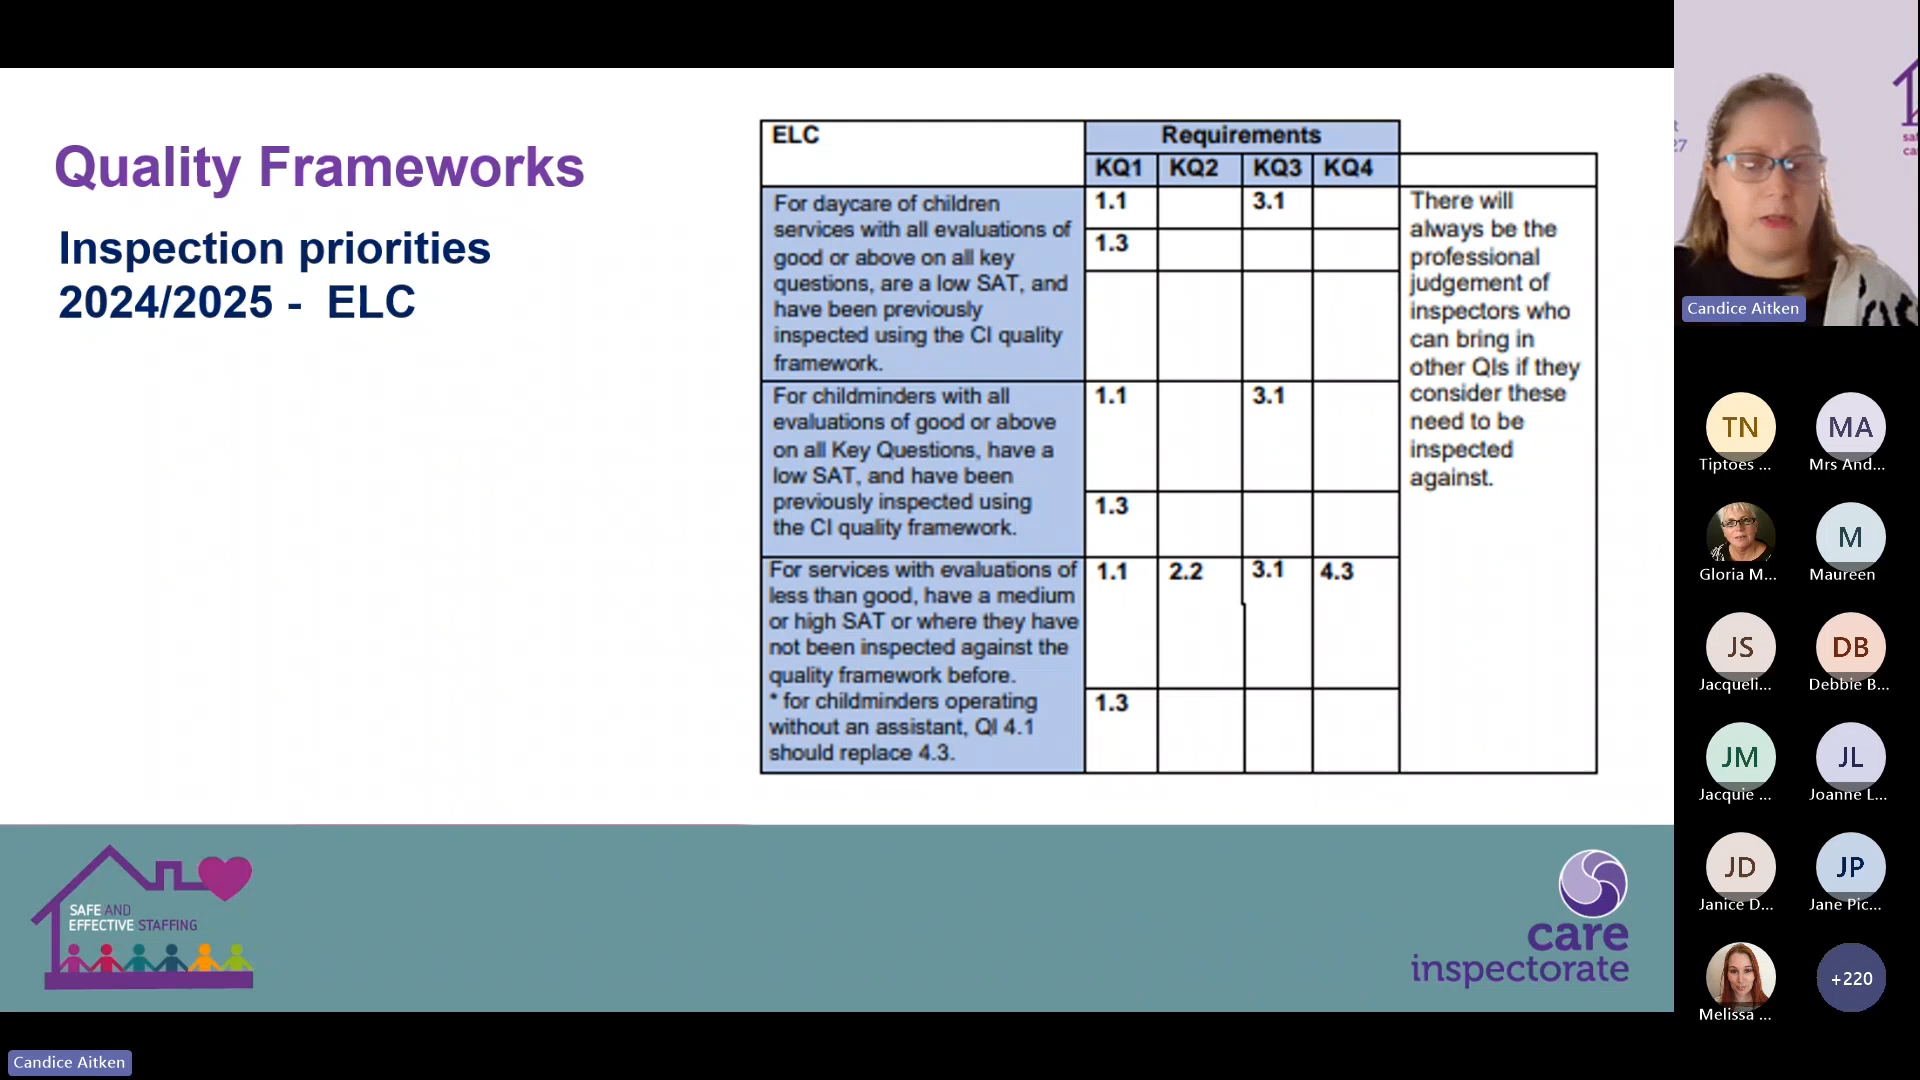 Quality Frameworks
Inspection priorities
2024/2025 - ELC
ELC
Requirements
KQ1 KQ2 KQ3 KQ4
For daycare of children
services with all evaluations of
good or above on all key
questions, are a low SAT, and
have been previously
inspected using the CI quality
framework.
1.1 3.1
1.3
For childminders with all
evaluations of good or above
on all Key Questions, have a
low SAT, and have been
previously inspected using
the CI quality framework.
1.1 3.1
1.3
For services with evaluations of
less than good, have a medium
or high SAT or where they have
not been inspected against the
quality framework before.
* for childminders operating
without an assistant, QI 4.1
should replace 4.3.
1.1 2.2 3.1 4.3
1.3
There will
always be the
professional
judgement of
inspectors who
can bring in
other QIs if they
consider these
need to be
inspected
against.
SAFE AND
EFFECTIVE STAFFING
care
inspectorate
Candice Aitken
Candice Aitken
TN MA
Tiptoes ... Mrs And...
M
Gloria M... Maureen
JS DB
Jacqueli... Debbie B...
JM JL
Jacquie ... Joanne L...
JD JP
Janice D... Jane Pic...
+220
Melissa ...